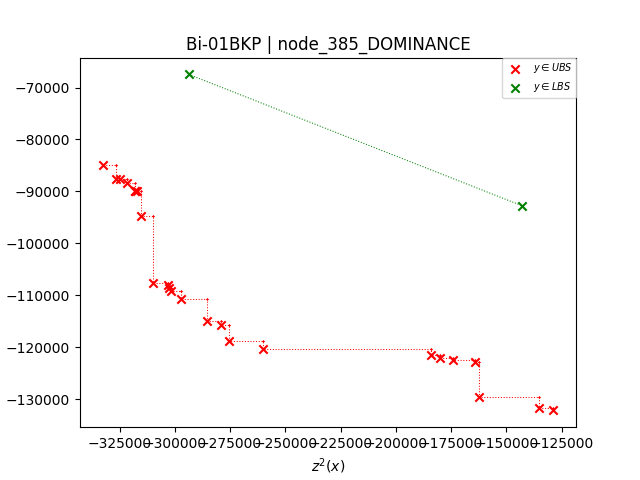 Bi-01BKP | node_385_DOMINANCE
y ∈ UBS
y ∈ LBS
−70000
−80000
−90000
−100000
−110000
−120000
−130000
−325000 −300000 −275000 −250000 −225000 −200000 −175000 −150000 −125000
z²(x)